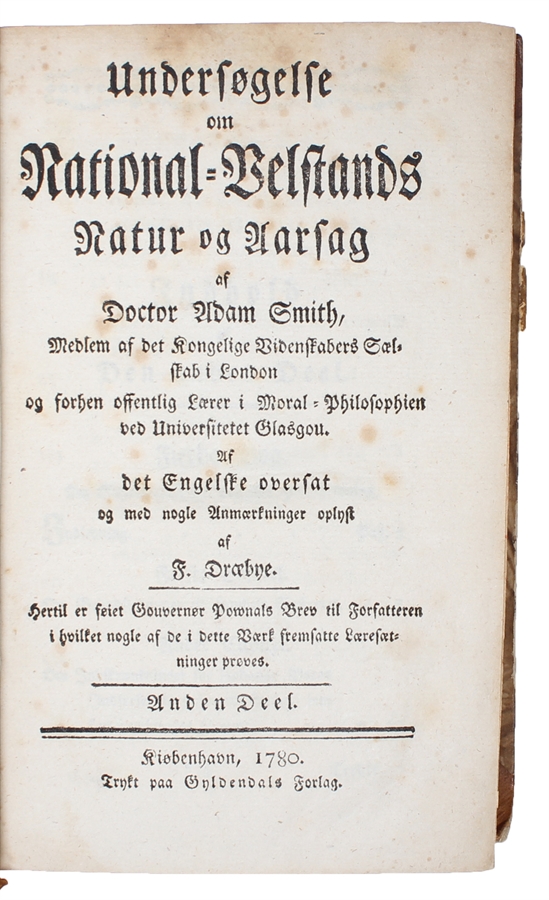 Undersøgelse
om
National-Velstands
Natur og Aarsag
af
Doctor Adam Smith,
Medlem af det Kongelige Videnskabers Sæl-
skab i London
og forhen offentlig Lærer i Moral-Philosophien
ved Universitetet Glasgou.
Af
det Engelske oversat
og med nogle Anmærkninger oplyst
af
F. Dræbye.
Hertil er føiet Gouvernør Pownals Brev til Forfatteren
i hvilket nogle af de i dette Værk fremsatte Læresæt-
ninger prøves.
Anden Deel.
Kiøbenhavn, 1780.
Trykt paa Gyldendals Forlag.